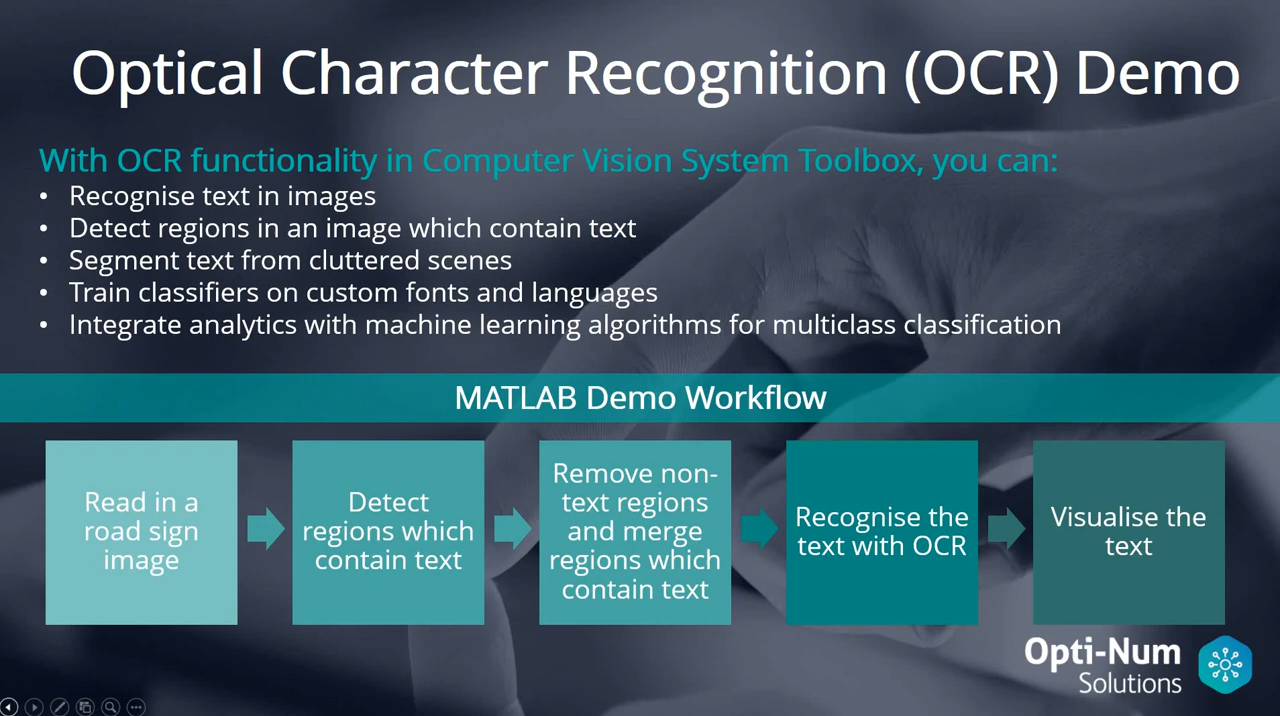 Optical Character Recognition (OCR) Demo
With OCR functionality in Computer Vision System Toolbox, you can:
• Recognise text in images
• Detect regions in an image which contain text
• Segment text from cluttered scenes
• Train classifiers on custom fonts and languages
• Integrate analytics with machine learning algorithms for multiclass classification
MATLAB Demo Workflow
Read in a
road sign
image
Detect
regions which
contain text
Remove non-
text regions
and merge
regions which
contain text
Recognise the
text with OCR
Visualise the
text
Opti-Num
Solutions